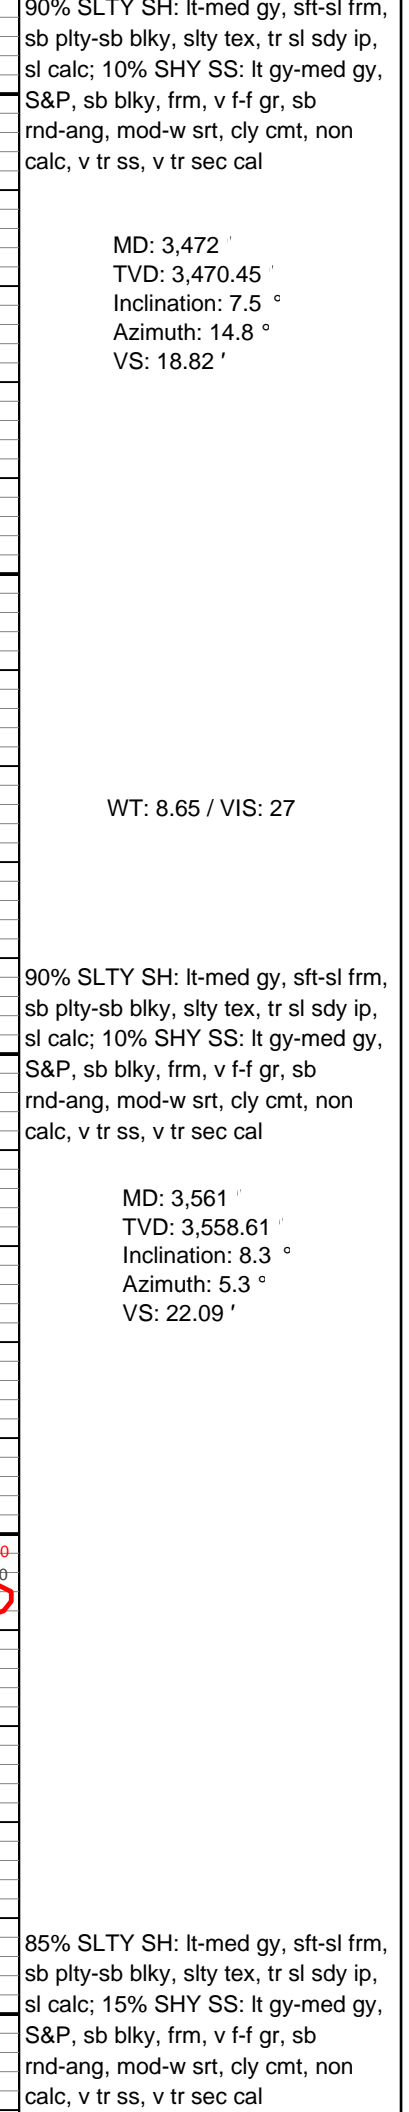 90% SLTY SH: lt-med gy, sft-sl frm,
sb plty-sb blky, slty tex, tr sl sdy ip,
sl calc; 10% SHY SS: lt gy-med gy,
S&P, sb blky, frm, v f-f gr, sb
rnd-ang, mod-w srt, cly cmt, non
calc, v tr ss, v tr sec cal
MD: 3,472 '
TVD: 3,470.45 '
Inclination: 7.5 °
Azimuth: 14.8 °
VS: 18.82 '
WT: 8.65 / VIS: 27
90% SLTY SH: lt-med gy, sft-sl frm,
sb plty-sb blky, slty tex, tr sl sdy ip,
sl calc; 10% SHY SS: lt gy-med gy,
S&P, sb blky, frm, v f-f gr, sb
rnd-ang, mod-w srt, cly cmt, non
calc, v tr ss, v tr sec cal
MD: 3,561 '
TVD: 3,558.61 '
Inclination: 8.3 °
Azimuth: 5.3 °
VS: 22.09 '
0
0
85% SLTY SH: lt-med gy, sft-sl frm,
sb plty-sb blky, slty tex, tr sl sdy ip,
sl calc; 15% SHY SS: lt gy-med gy,
S&P, sb blky, frm, v f-f gr, sb
rnd-ang, mod-w srt, cly cmt, non
calc, v tr ss, v tr sec cal